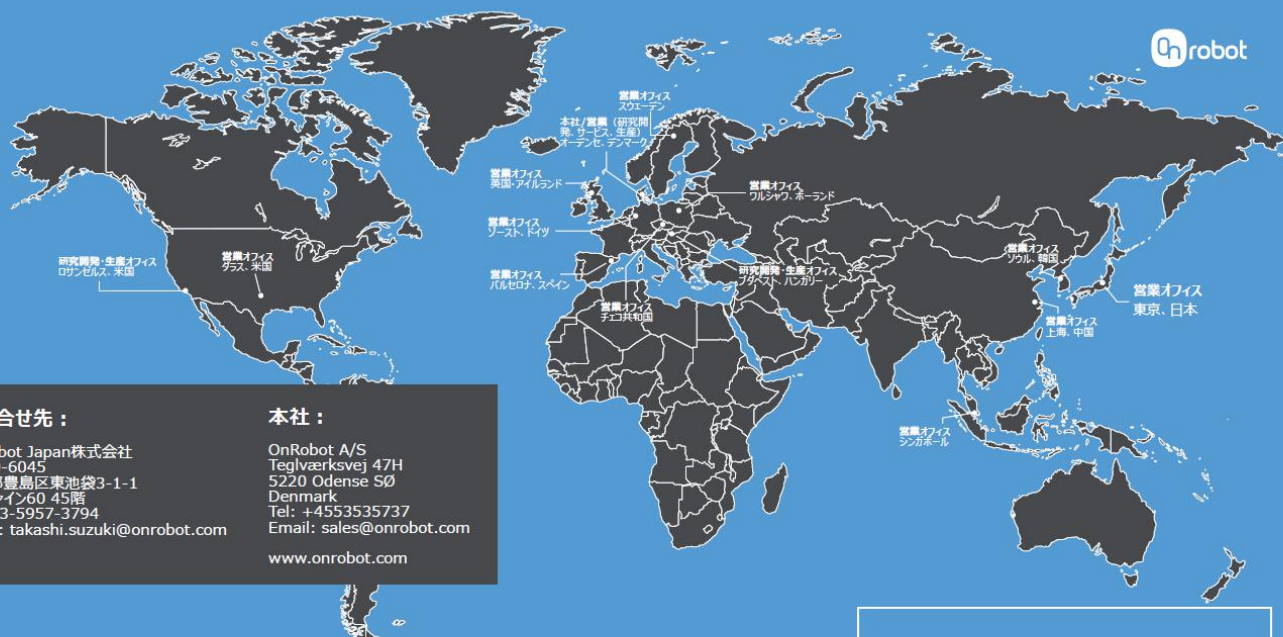 On robot
営業オフィス
スウェーデン
本社/営業（研究開
発、サービス、生産）
オーデンセ、デンマーク
営業オフィス
英国・アイルランド
営業オフィス
ワルシャワ、ポーランド
営業オフィス
ソースト、ドイツ
研究開発・生産オフィス
ロサンゼルス、米国
営業オフィス
ダラス、米国
営業オフィス
バルセロナ、スペイン
研究開発・生産オフィス
ブダペスト、ハンガリー
営業オフィス
チェコ共和国
営業オフィス
ソウル、韓国
営業オフィス
東京、日本
営業オフィス
上海、中国
営業オフィス
シンガポール
合せ先：
bot Japan株式会社
-6045
豊島区東池袋3-1-1
ャイン60 45階
3-5957-3794
: takashi.suzuki@onrobot.com
本社：
OnRobot A/S
Teglværksvej 47H
5220 Odense SØ
Denmark
Tel: +4553535737
Email: sales@onrobot.com
www.onrobot.com